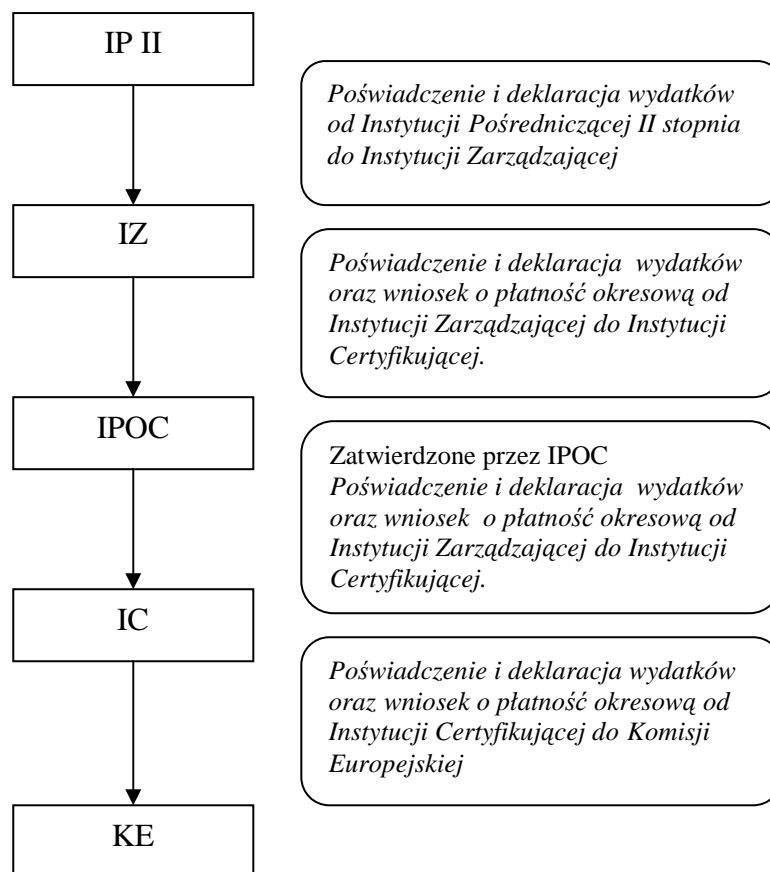 IP II
Poświadczenie i deklaracja wydatków
od Instytucji Pośredniczącej II stopnia
do Instytucji Zarządzającej
IZ
Poświadczenie i deklaracja  wydatków
oraz wniosek o płatność okresową od
Instytucji Zarządzającej do Instytucji
Certyfikującej.
IPOC
Zatwierdzone przez IPOC
Poświadczenie i deklaracja  wydatków
oraz wniosek  o płatność okresową od
Instytucji Zarządzającej do Instytucji
Certyfikującej.
IC
Poświadczenie i deklaracja wydatków
oraz wniosek o płatność okresową od
Instytucji Certyfikującej do Komisji
Europejskiej
KE